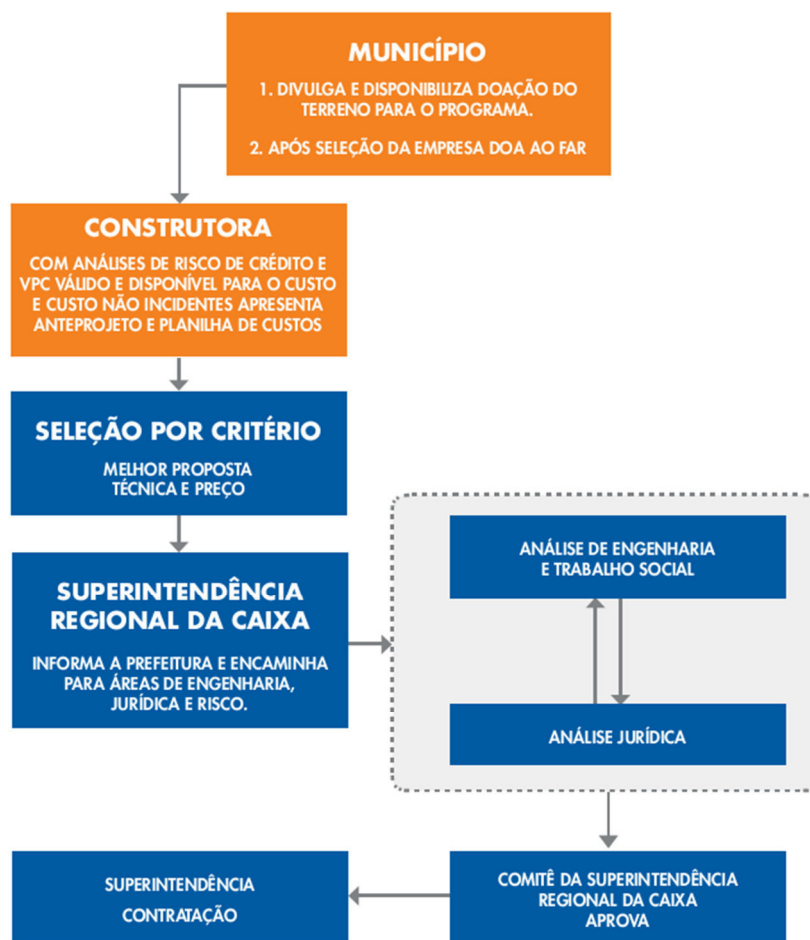 MUNICÍPIO
1. DIVULGA E DISPONIBILIZA DOAÇÃO DO
TERRENO PARA O PROGRAMA.
2. APÓS SELEÇÃO DA EMPRESA DOA AO FAR
CONSTRUTORA
COM ANÁLISES DE RISCO DE CRÉDITO E
VPC VÁLIDO E DISPONÍVEL PARA O CUSTO
E CUSTO NÃO INCIDENTES APRESENTA
ANTEPROJETO E PLANILHA DE CUSTOS
SELEÇÃO POR CRITÉRIO
MELHOR PROPOSTA
TÉCNICA E PREÇO
SUPERINTENDÊNCIA
REGIONAL DA CAIXA
INFORMA A PREFEITURA E ENCAMINHA
PARA ÁREAS DE ENGENHARIA,
JURÍDICA E RISCO.
ANÁLISE DE ENGENHARIA
E TRABALHO SOCIAL
ANÁLISE JURÍDICA
COMITÊ DA SUPERINTENDÊNCIA
REGIONAL DA CAIXA
APROVA
SUPERINTENDÊNCIA
CONTRATAÇÃO